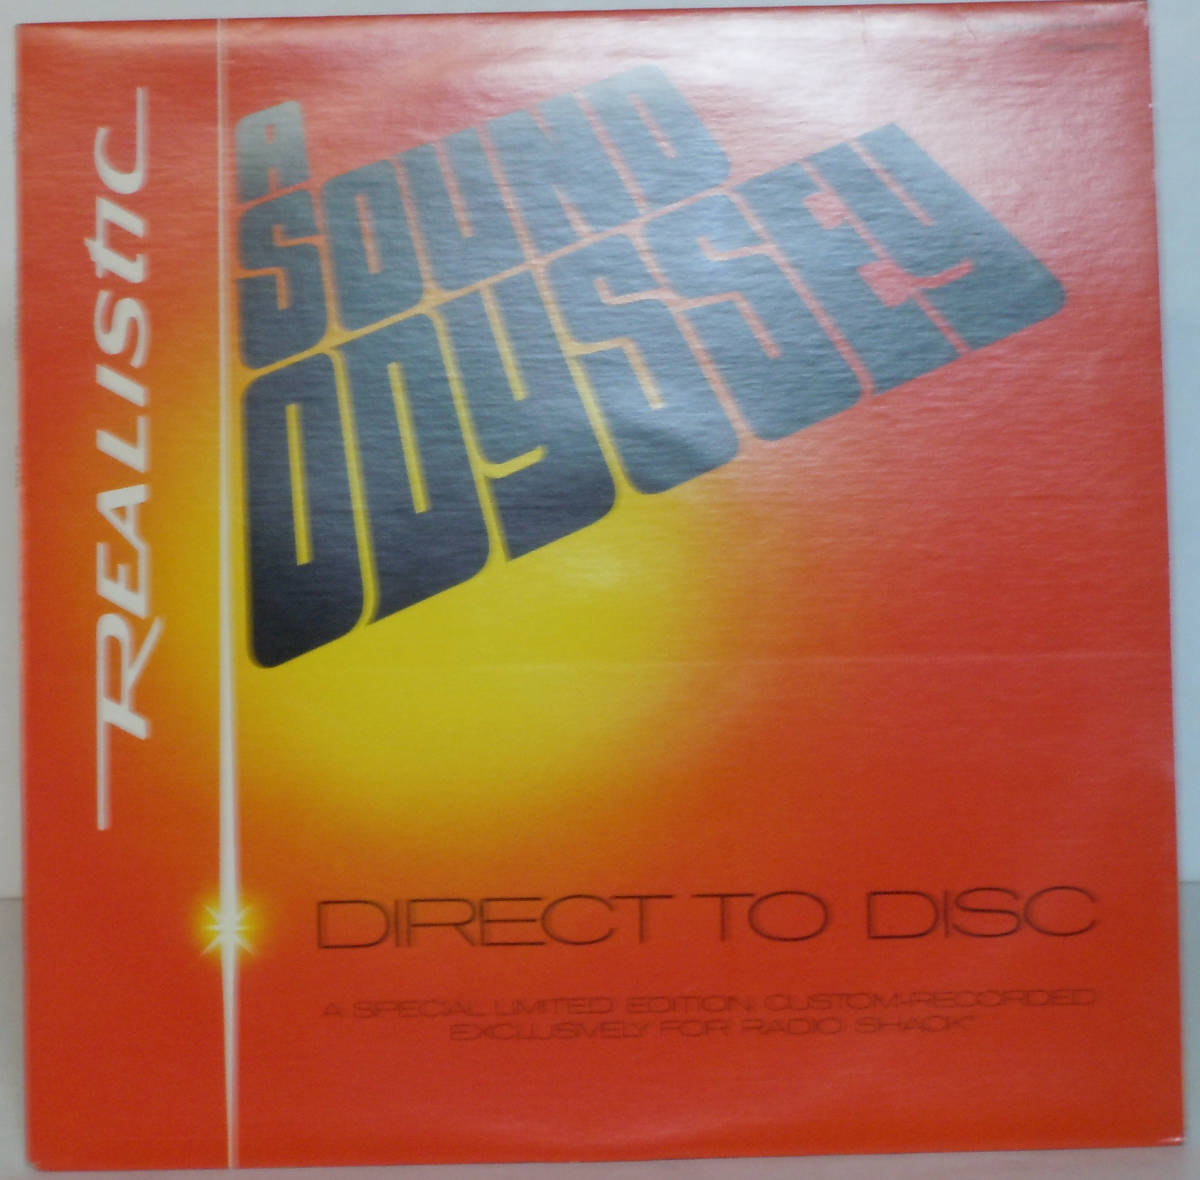 REALISTIC
A
SOUND
ODYSSEY
DIRECT TO DISC
A SPECIAL LIMITED EDITION, CUSTOM-RECORDED
EXCLUSIVELY FOR RADIO SHACK®